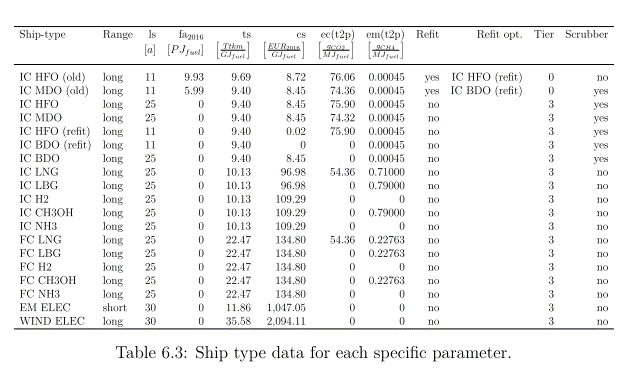 Ship-type Range ls fa2016 ts cs ec(t2p) em(t2p) Refit Refit opt. Tier Scrubber
[a] [PJfuel] [Ttkm/GJfuel] [EUR2016/GJfuel] [gCO2/MJfuel] [gCH4/MJfuel]
IC HFO (old) long 11 9.93 9.69 8.72 76.06 0.00045 yes IC HFO (refit) 0 no
IC MDO (old) long 11 5.99 9.40 8.45 74.36 0.00045 yes IC BDO (refit) 0 yes
IC HFO long 25 0 9.40 8.45 75.90 0.00045 no 3 yes
IC MDO long 25 0 9.40 8.45 74.32 0.00045 no 3 yes
IC HFO (refit) long 11 0 9.40 0.02 75.90 0.00045 no 3 yes
IC BDO (refit) long 11 0 9.40 0 0 0.00045 no 3 yes
IC BDO long 25 0 9.40 8.45 0 0.00045 no 3 yes
IC LNG long 25 0 10.13 96.98 54.36 0.71000 no 3 no
IC LBG long 25 0 10.13 96.98 0 0.79000 no 3 no
IC H2 long 25 0 10.13 109.29 0 0 no 3 no
IC CH3OH long 25 0 10.13 109.29 0 0.79000 no 3 no
IC NH3 long 25 0 10.13 109.29 0 0 no 3 no
FC LNG long 25 0 22.47 134.80 54.36 0.22763 no 3 no
FC LBG long 25 0 22.47 134.80 0 0.22763 no 3 no
FC H2 long 25 0 22.47 134.80 0 0 no 3 no
FC CH3OH long 25 0 22.47 134.80 0 0.22763 no 3 no
FC NH3 long 25 0 22.47 134.80 0 0 no 3 no
EM ELEC short 30 0 11.86 1,047.05 0 0 no 3 no
WIND ELEC long 30 0 35.58 2,094.11 0 0 no 3 no
Table 6.3: Ship type data for each specific parameter.